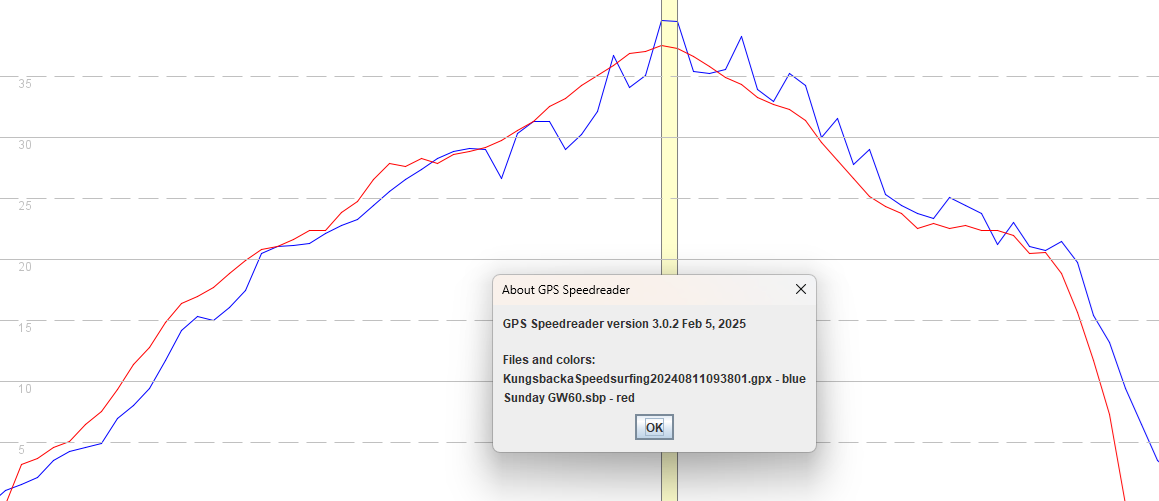 35
30
25
20
15
10
5
About GPS Speedreader
GPS Speedreader version 3.0.2 Feb 5, 2025
Files and colors:
KungsbackaSpeedsurfing20240811093801.gpx - blue
Sunday GW60.sbp - red
OK